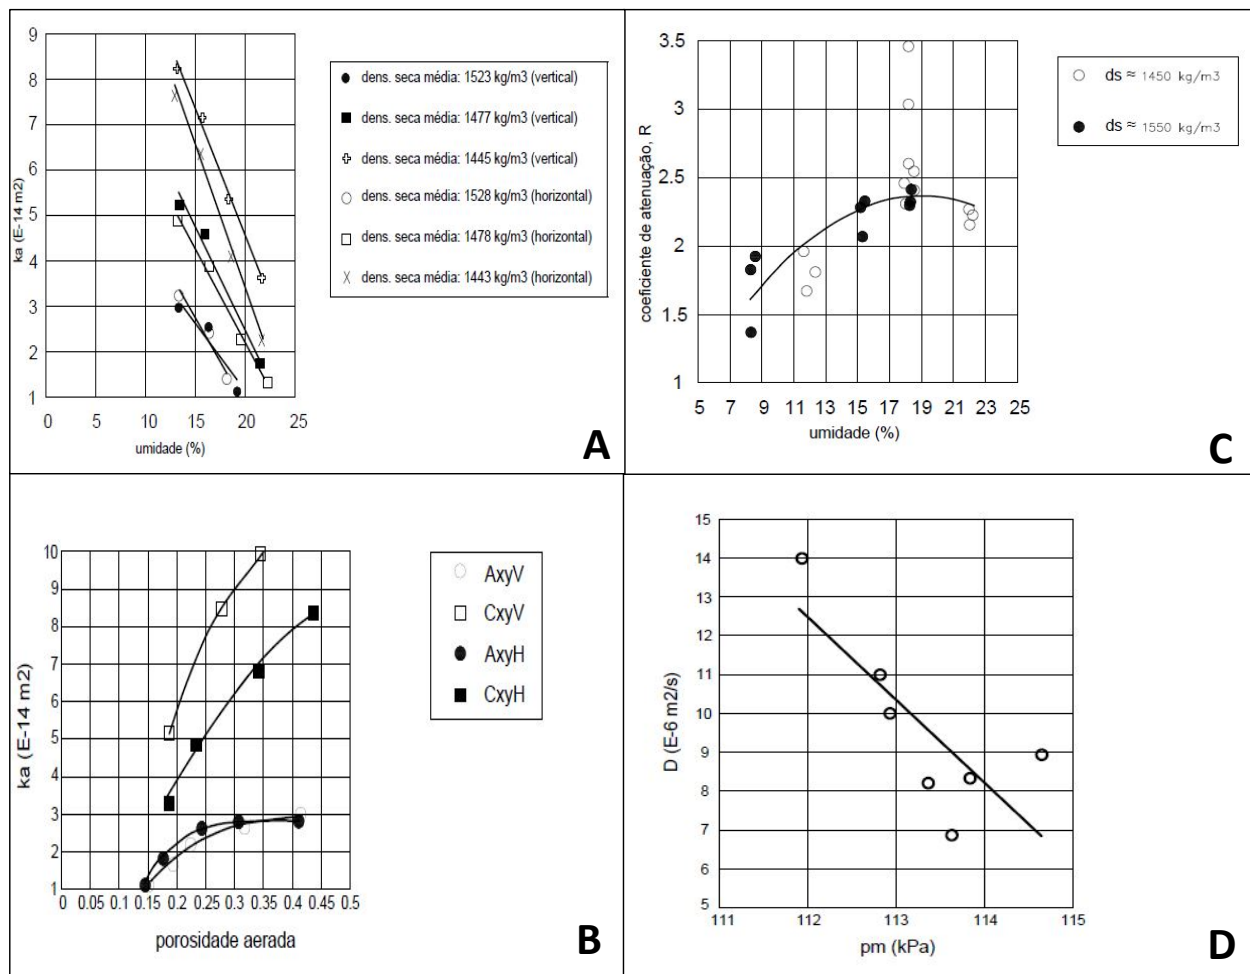 9
8
7
6
5
4
3
2
1
ka (E-14 m2)
0 5 10 15 20 25
umidade (%)
dens. seca média: 1523 kg/m3 (vertical)
dens. seca média: 1477 kg/m3 (vertical)
dens. seca média: 1445 kg/m3 (vertical)
dens. seca média: 1528 kg/m3 (horizontal)
dens. seca média: 1478 kg/m3 (horizontal)
dens. seca média: 1443 kg/m3 (horizontal)
A
3.5
3
2.5
2
1.5
1
coeficiente de atenuação, R
5 7 9 11 13 15 17 19 21 23 25
umidade (%)
ds ≈ 1450 kg/m3
ds ≈ 1550 kg/m3
C
10
9
8
7
6
5
4
3
2
1
ka (E-14 m2)
0 0.05 0.1 0.15 0.2 0.25 0.3 0.35 0.4 0.45 0.5
porosidade aerada
AxyV
CxyV
AxyH
CxyH
B
15
14
13
12
11
10
9
8
7
6
5
D (E-6 m2/s)
111 112 113 114 115
pm (kPa)
D